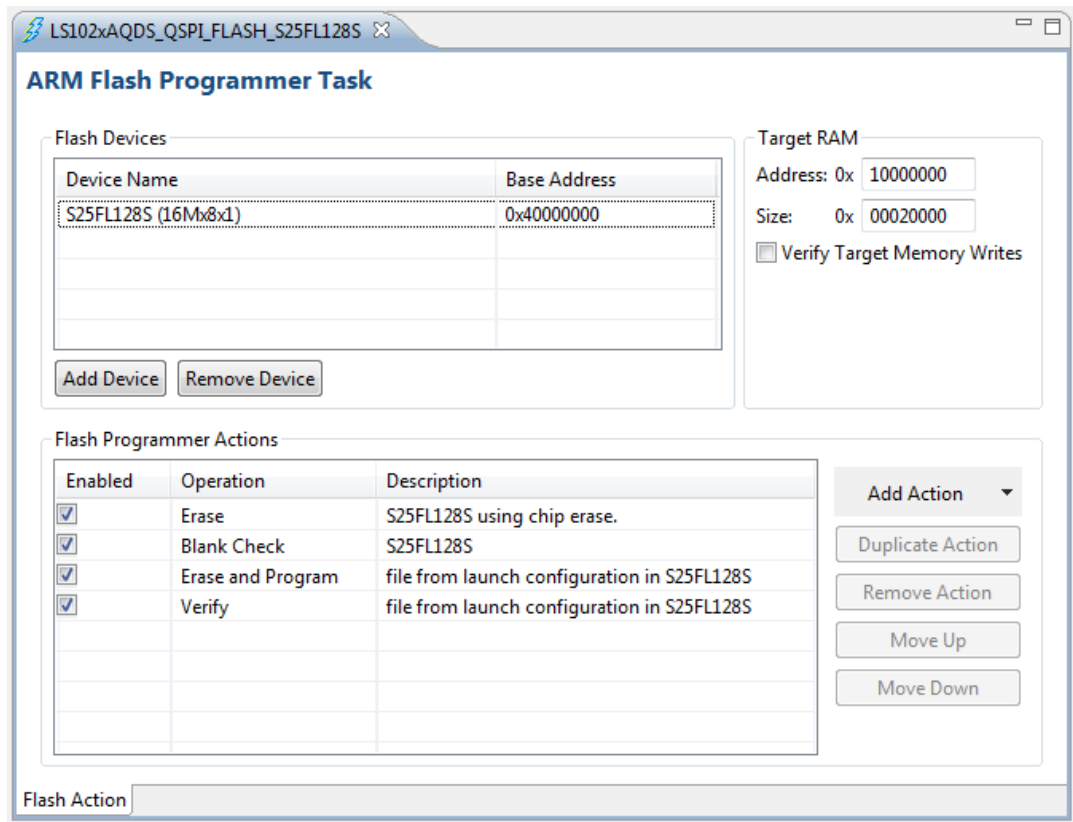 LS102xAQDS_QSPI_FLASH_S25FL128S
ARM Flash Programmer Task
Flash Devices
Device Name Base Address
S25FL128S (16Mx8x1) 0x40000000
Add Device Remove Device
Target RAM
Address: 0x 10000000
Size: 0x 00020000
Verify Target Memory Writes
Flash Programmer Actions
Enabled Operation Description
Erase S25FL128S using chip erase.
Blank Check S25FL128S
Erase and Program file from launch configuration in S25FL128S
Verify file from launch configuration in S25FL128S
Add Action
Duplicate Action
Remove Action
Move Up
Move Down
Flash Action